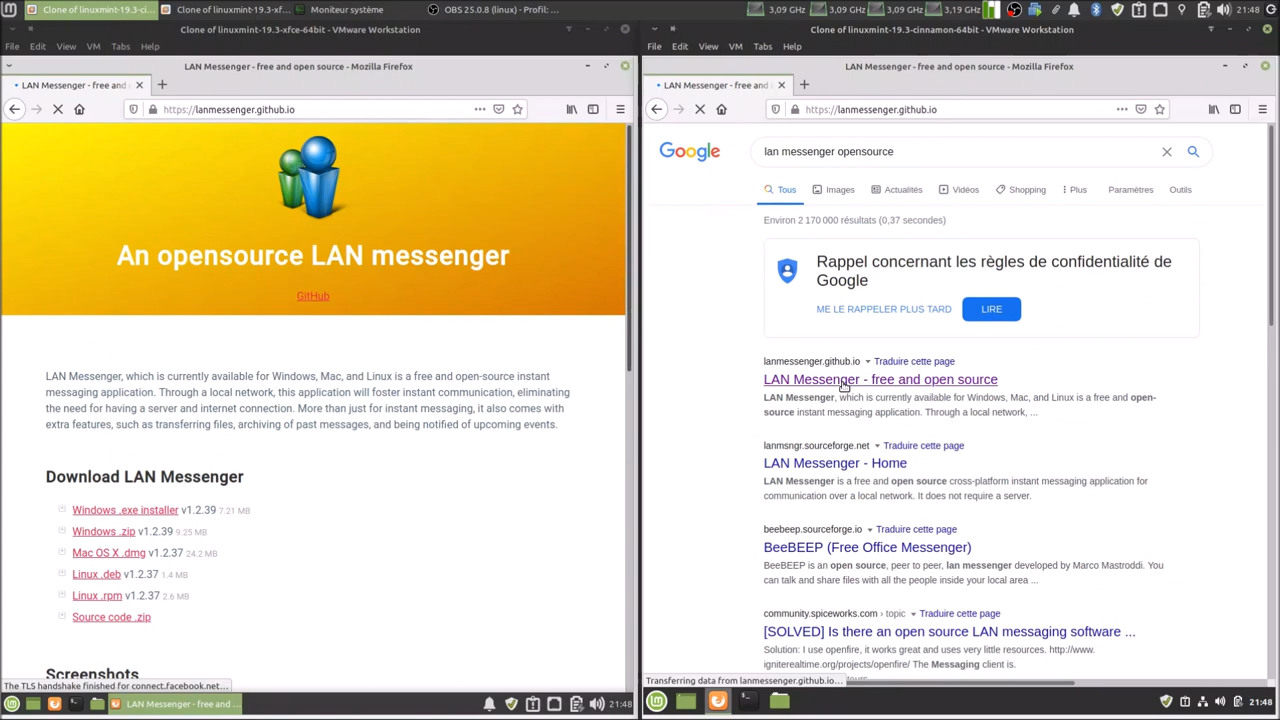 Clone of linuxmint-19.3-ci...
Clone of linuxmint-19.3-xf...
Moniteur système
OBS 25.0.8 (linux) - Profil:...
3,09 GHz
3,09 GHz
3,09 GHz
3,19 GHz
21:48
Clone of linuxmint-19.3-xfce-64bit - VMware Workstation
File Edit View VM Tabs Help
LAN Messenger - free and open source - Mozilla Firefox
LAN Messenger - free and
https://lanmessenger.github.io
An opensource LAN messenger
GitHub
LAN Messenger, which is currently available for Windows, Mac, and Linux is a free and open-source instant
messaging application. Through a local network, this application will foster instant communication, eliminating
the need for having a server and internet connection. More than just for instant messaging, it also comes with
extra features, such as transferring files, archiving of past messages, and being notified of upcoming events.
Download LAN Messenger
Windows .exe installer v1.2.39 7.21 MB
Windows .zip v1.2.39 9.25 MB
Mac OS X .dmg v1.2.37 24.2 MB
Linux .deb v1.2.37 1.4 MB
Linux .rpm v1.2.37 2.6 MB
Source code .zip
Screenshots
The TLS handshake finished for connect.facebook.net...
LAN Messenger - free and ...
21:48
Clone of linuxmint-19.3-cinnamon-64bit - VMware Workstation
File Edit View VM Tabs Help
LAN Messenger - free and open source - Mozilla Firefox
LAN Messenger - free and
https://lanmessenger.github.io
Google
lan messenger opensource
Tous Images Actualités Vidéos Shopping Plus Paramètres Outils
Environ 2 170 000 résultats (0,37 secondes)
Rappel concernant les règles de confidentialité de
Google
ME LE RAPPELER PLUS TARD LIRE
lanmessenger.github.io Traduire cette page
LAN Messenger - free and open source
LAN Messenger, which is currently available for Windows, Mac, and Linux is a free and open-
source instant messaging application. Through a local network, ...
lanmsngr.sourceforge.net Traduire cette page
LAN Messenger - Home
LAN Messenger is a free and open source cross-platform instant messaging application for
communication over a local network. It does not require a server.
beebeep.sourceforge.io Traduire cette page
BeeBEEP (Free Office Messenger)
BeeBEEP is an open source, peer to peer, lan messenger developed by Marco Mastroddi. You
can talk and share files with all the people inside your local area ...
community.spiceworks.com › topic Traduire cette page
[SOLVED] Is there an open source LAN messaging software ...
Solution: I use openfire, it works great and uses very little resources. http://www.
igniterealtime.org/projects/openfire/ The Messaging client is.
Transferring data from lanmessenger.github.io...
21:48